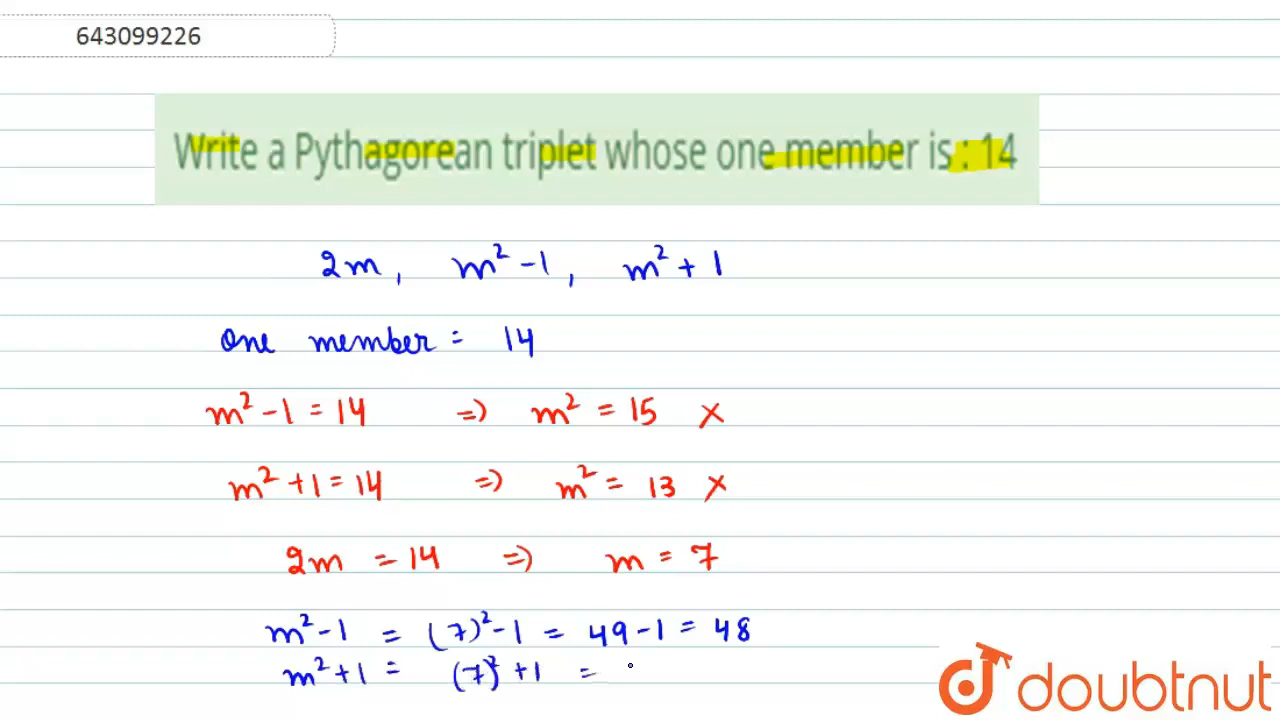 643099226
Write a Pythagorean triplet whose one member is : 14
2m, m² - 1, m² + 1
One member = 14
m² - 1 = 14 ⇒ m² = 15 ×
m² + 1 = 14 ⇒ m² = 13 ×
2m = 14 ⇒ m = 7
m² - 1 = (7)² - 1 = 49 - 1 = 48
m² + 1 = (7)² + 1 =
doubtnut